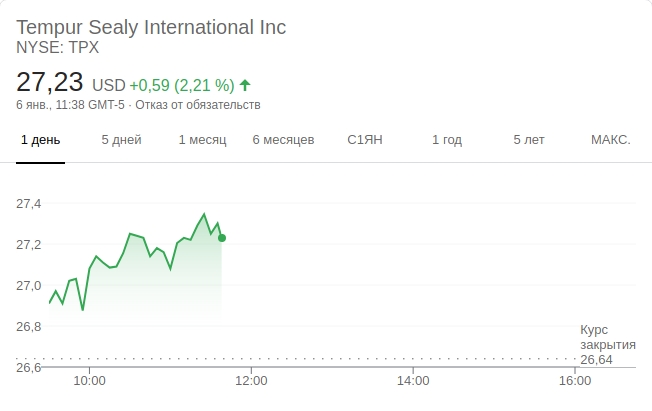 Tempur Sealy International Inc
NYSE: TPX
27,23 USD +0,59 (2,21 %)
6 янв., 11:38 GMT-5 · Отказ от обязательств
1 день 5 дней 1 месяц 6 месяцев С1ЯН 1 год 5 лет МАКС.
27,4
27,2
27,0
26,8
26,6
Курс
закрытия
26,64
10:00 12:00 14:00 16:00